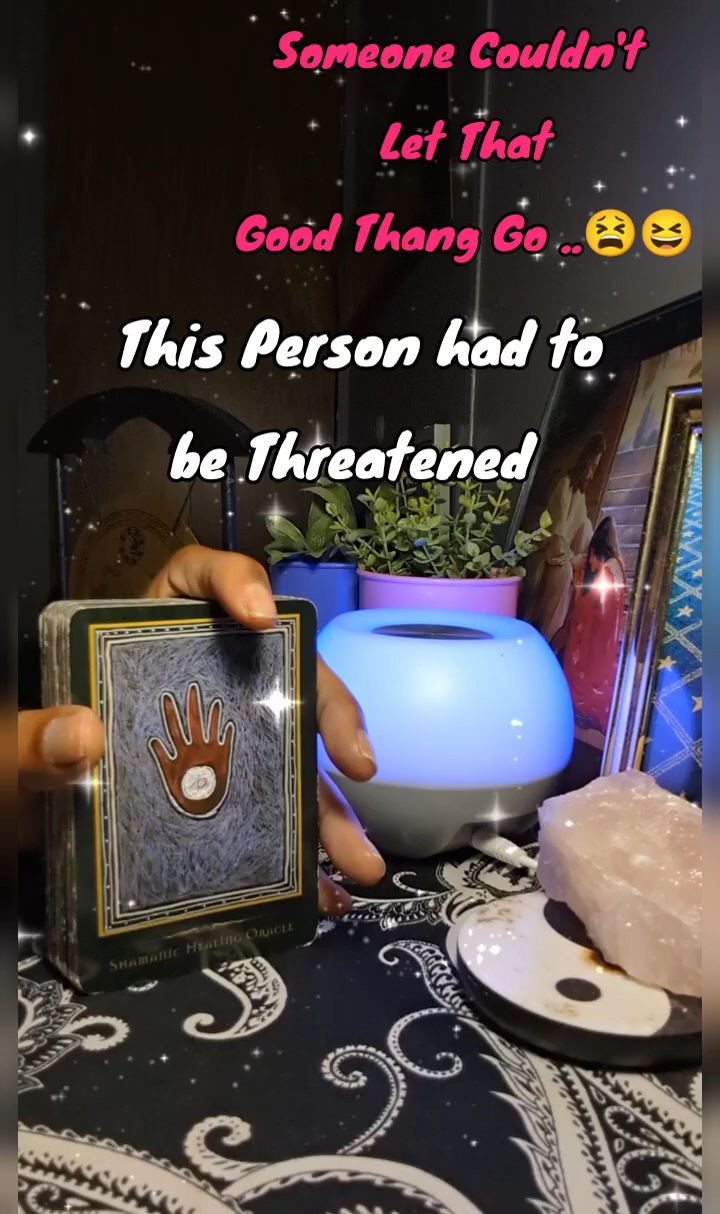 Someone Couldn't
Let That
Good Thang Go ..😫😆
This Person had to
be Threatened
SHAMANIC HEALING ORACLE